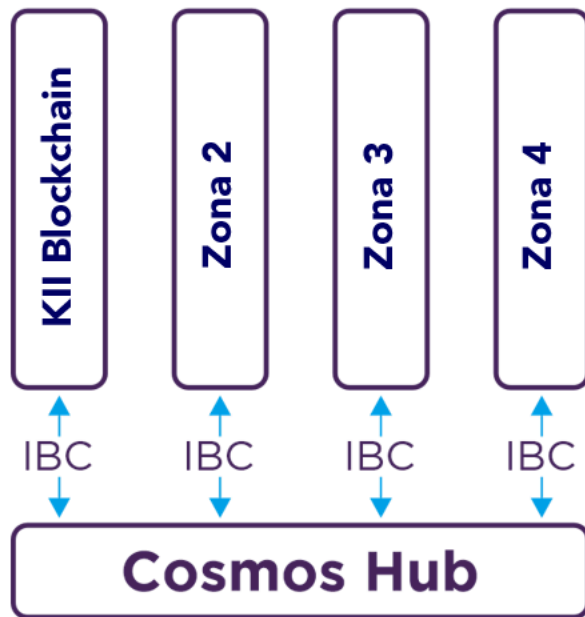 KII Blockchain
Zona 2
Zona 3
Zona 4
IBC
IBC
IBC
IBC
Cosmos Hub